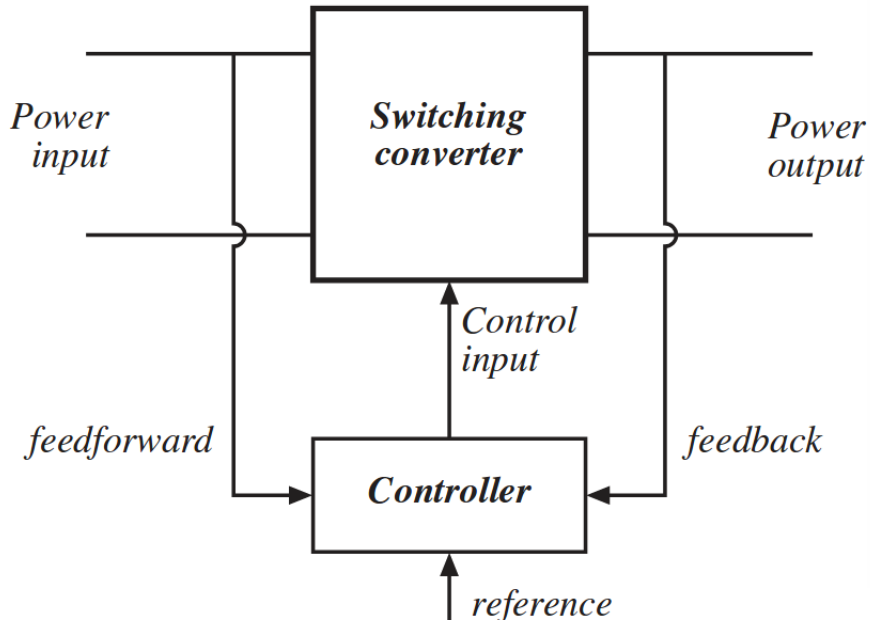 Switching
converter
Power
input
Power
output
Control
input
feedforward
feedback
Controller
reference